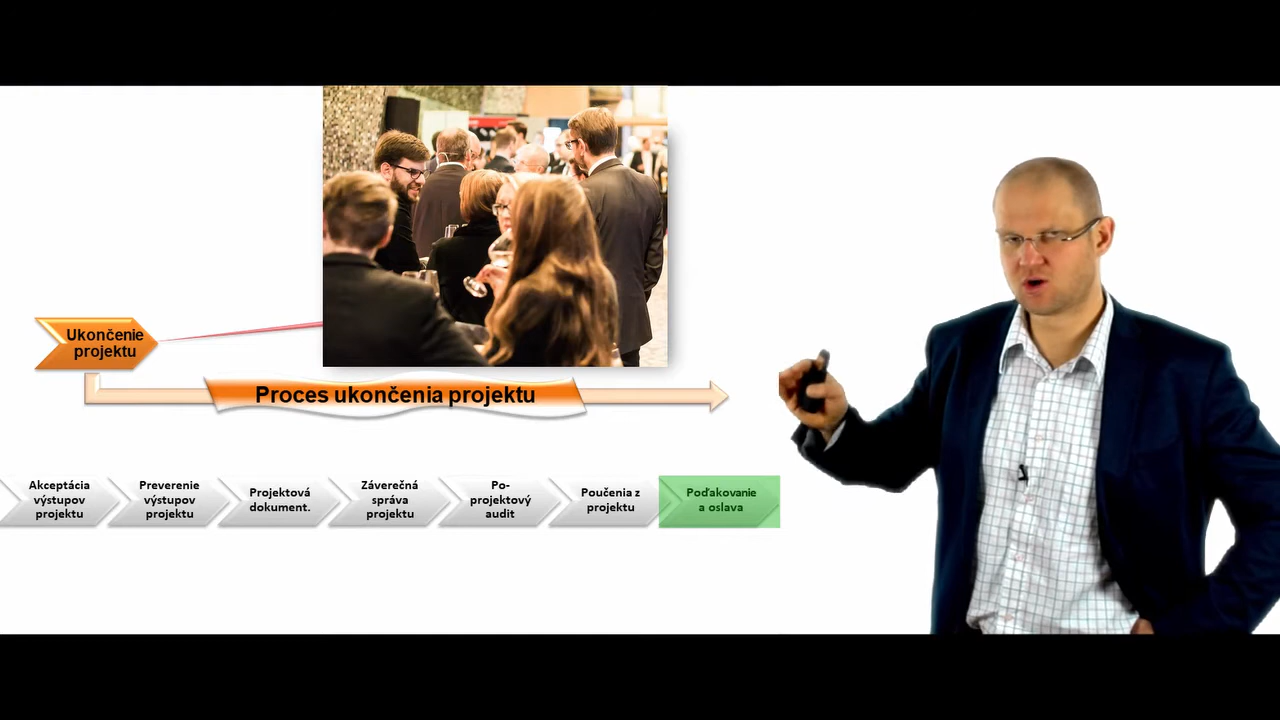 Ukončenie
projektu
Proces ukončenia projektu
Akceptácia
výstupov
projektu
Preverenie
výstupov
projektu
Projektová
dokument.
Záverečná
správa
projektu
Po-
projektový
audit
Poučenia z
projektu
Poďakovanie
a oslava